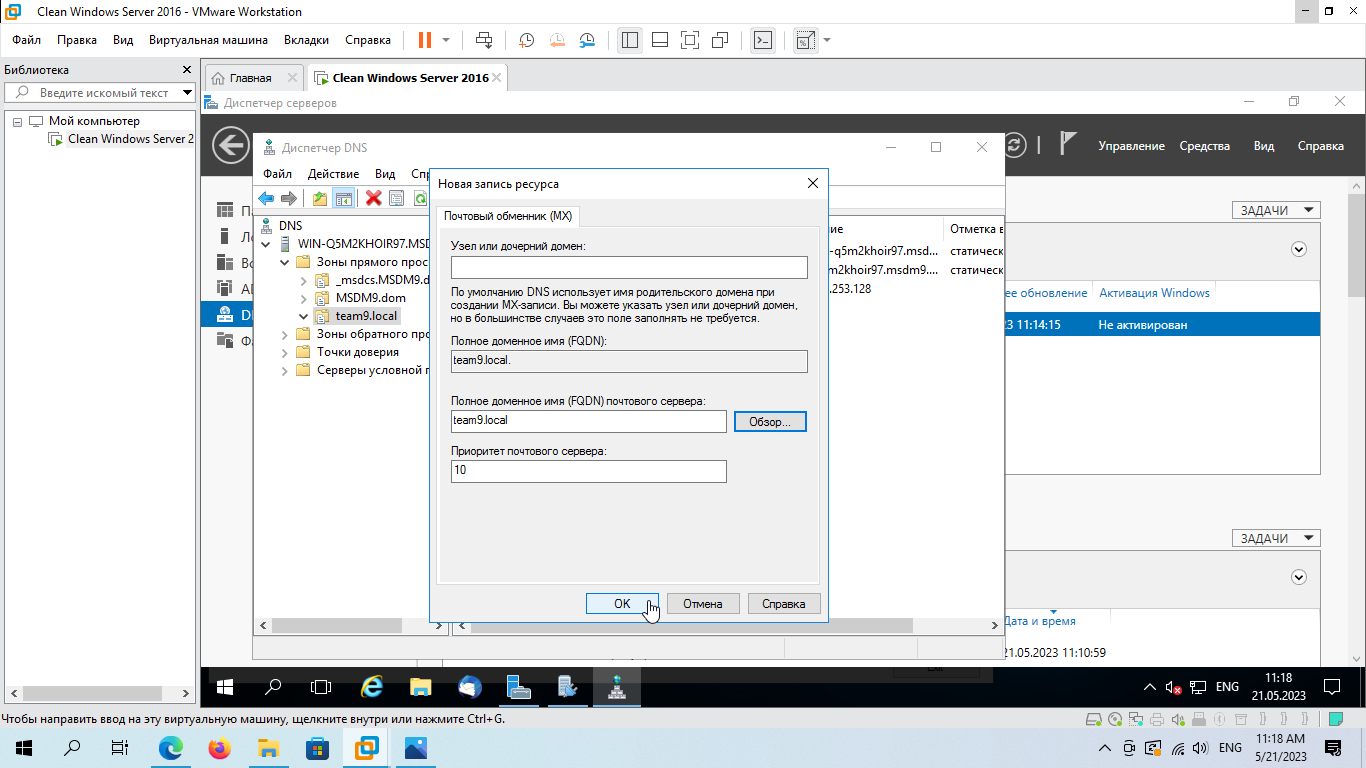 Clean Windows Server 2016 - VMware Workstation
Файл Правка Вид Виртуальная машина Вкладки Справка
Библиотека
Введите искомый текст
Мой компьютер
Clean Windows Server 2
Главная
Clean Windows Server 2016
Диспетчер серверов
Управление Средства Вид Справка
Диспетчер DNS
Файл Действие Вид
DNS
WIN-Q5M2KHOIR97.MSD
Зоны прямого прос
_msdcs.MSDM9.d
MSDM9.dom
team9.local
Зоны обратного про
Точки доверия
Серверы условной п
Новая запись ресурса
Почтовый обменник (MX)
Узел или дочерний домен:
По умолчанию DNS использует имя родительского домена при
создании MX-записи. Вы можете указать узел или дочерний домен,
но в большинстве случаев это поле заполнять не требуется.
Полное доменное имя (FQDN):
team9.local.
Полное доменное имя (FQDN) почтового сервера:
team9.local
Обзор...
Приоритет почтового сервера:
10
OK Отмена Справка
ие Отметка в
-q5m2khoir97.msd... статическ
m2khoir97.msdm9.... статическ
.253.128
ЗАДАЧИ
ее обновление Активация Windows
23 11:14:15 Не активирован
ЗАДАЧИ
Дата и время
21.05.2023 11:10:59
ENG
11:18
21.05.2023
Чтобы направить ввод на эту виртуальную машину, щелкните внутри или нажмите Ctrl+G.
ENG
11:18 AM
5/21/2023